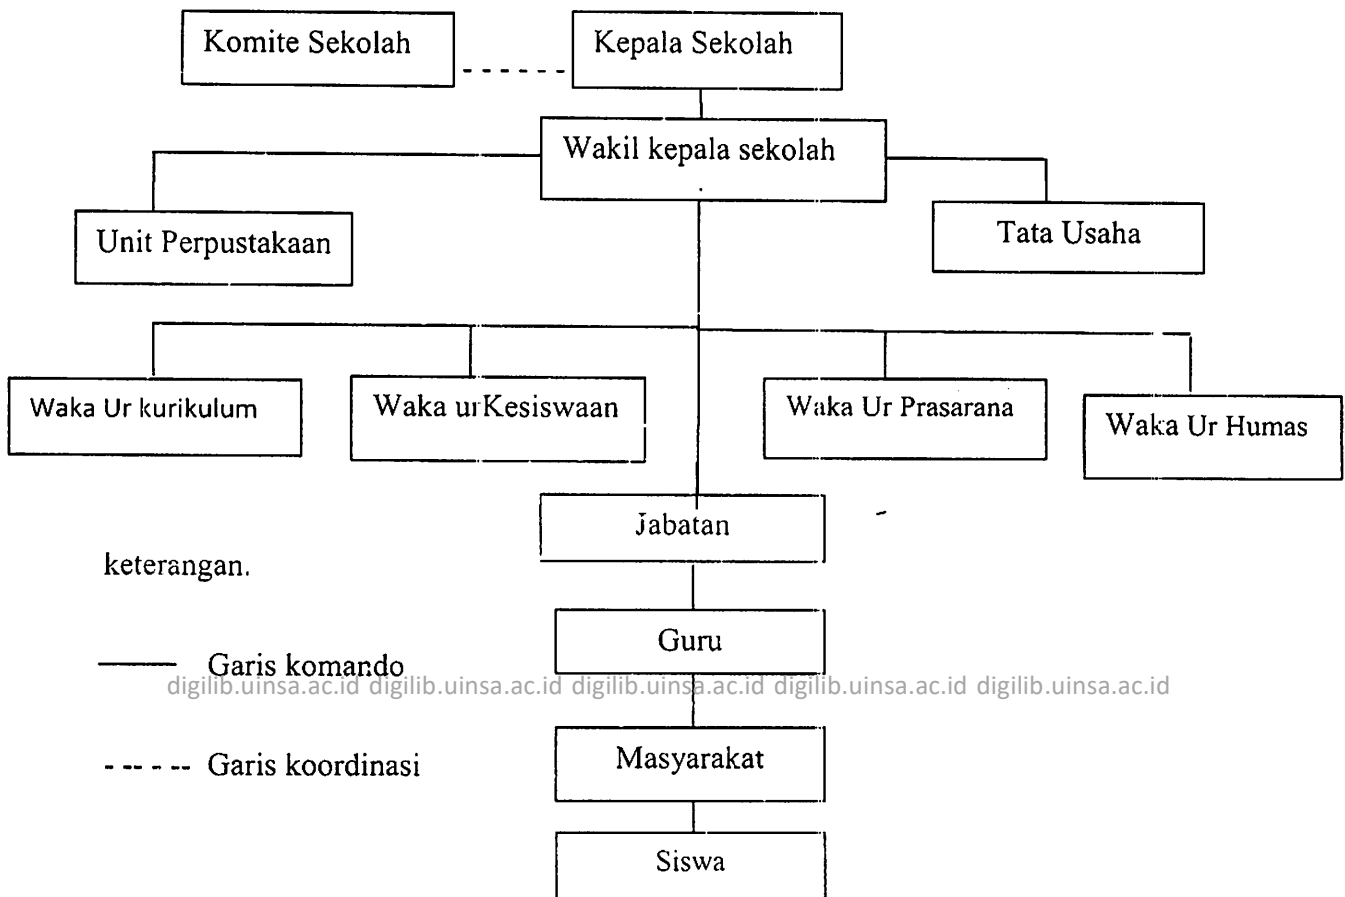 Komite Sekolah
Kepala Sekolah
Wakil kepala sekolah
Unit Perpustakaan
Tata Usaha
Waka Ur kurikulum
Waka ur Kesiswaan
Waka Ur Prasarana
Waka Ur Humas
Jabatan
keterangan.
Guru
Garis komando
digilib.uinsa.ac.id digilib.uinsa.ac.id digilib.uinsa.ac.id digilib.uinsa.ac.id digilib.uinsa.ac.id
Masyarakat
Garis koordinasi
Siswa